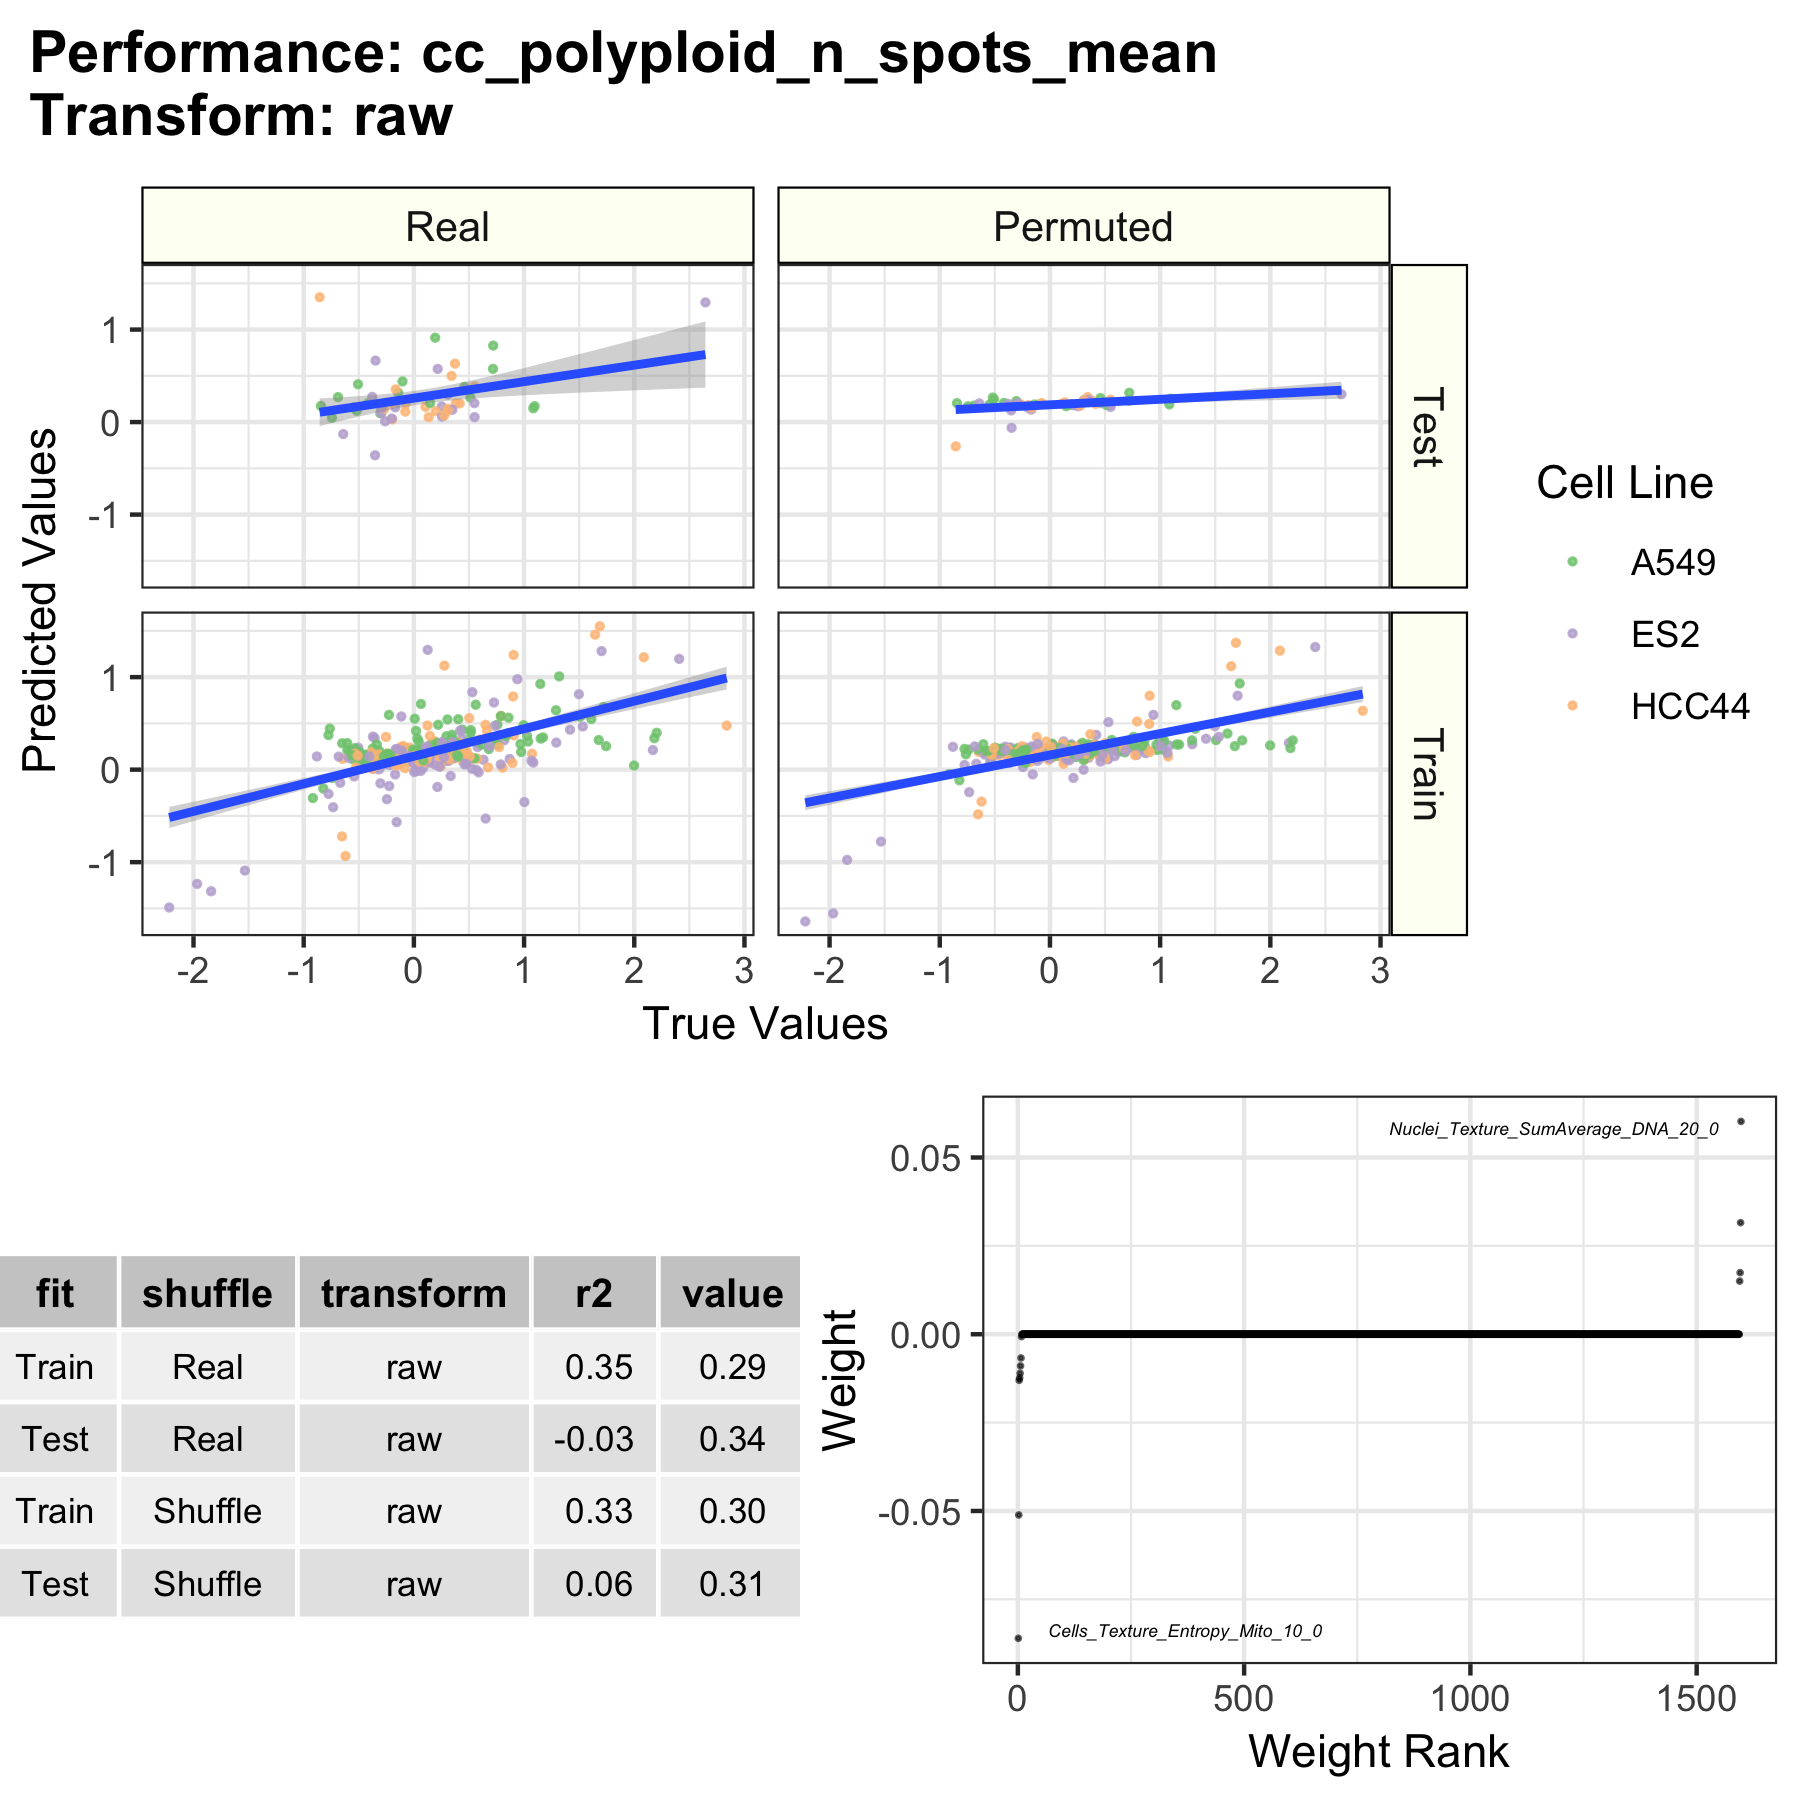 Performance: cc_polyploid_n_spots_mean
Transform: raw
Real
Permuted
1
0
-1
Test
1
0
-1
Train
Predicted Values
-2
-1
0
1
2
3
-2
-1
0
1
2
3
True Values
Cell Line
A549
ES2
HCC44
fit shuffle transform r2 value
Train Real raw 0.35 0.29
Test Real raw -0.03 0.34
Train Shuffle raw 0.33 0.30
Test Shuffle raw 0.06 0.31
Weight
0.05
0.00
-0.05
Nuclei_Texture_SumAverage_DNA_20_0
Cells_Texture_Entropy_Mito_10_0
0
500
1000
1500
Weight Rank